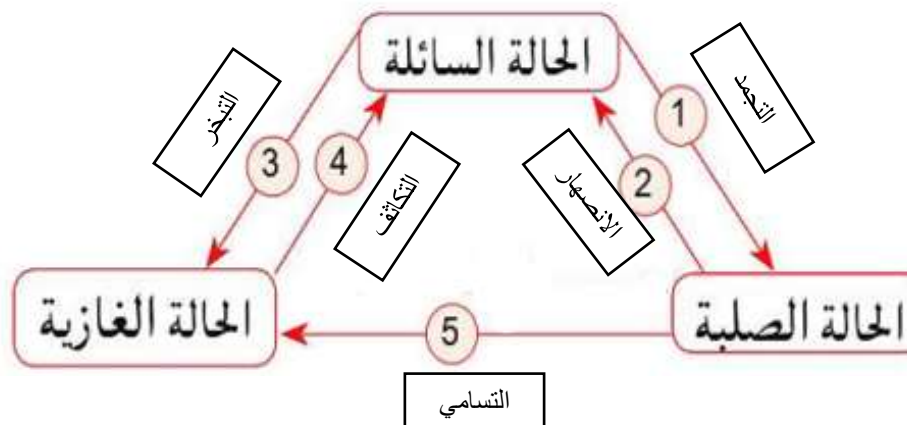 الحالة السائلة
التجمد
1
2
الانصهار
التبخر
3
4
التكاثف
الحالة الصلبة
الحالة الغازية
5
التسامي